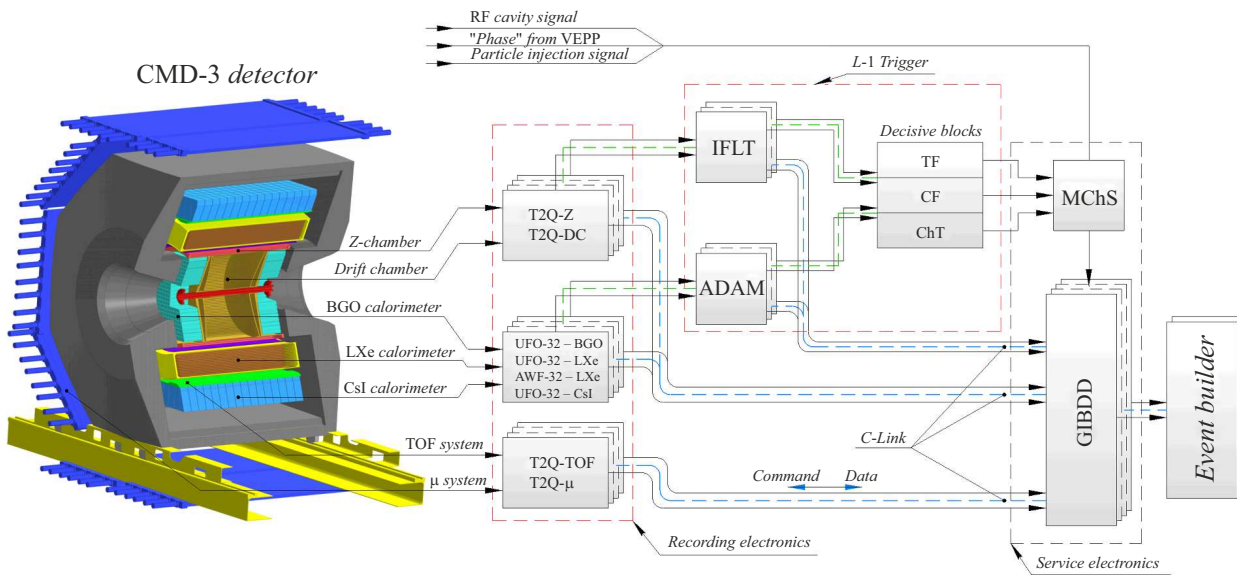 RF cavity signal
"Phase" from VEPP
Particle injection signal
CMD-3 detector
L-1 Trigger
IFLT
Decisive blocks
TF
CF
ChT
MChS
T2Q-Z
T2Q-DC
Z-chamber
Drift chamber
ADAM
BGO calorimeter
LXe calorimeter
CsI calorimeter
UFO-32 – BGO
UFO-32 – LXe
AWF-32 – LXe
UFO-32 – CsI
GIBDD
Event builder
C-Link
TOF system
μ system
T2Q-TOF
T2Q-μ
Command Data
Recording electronics
Service electronics